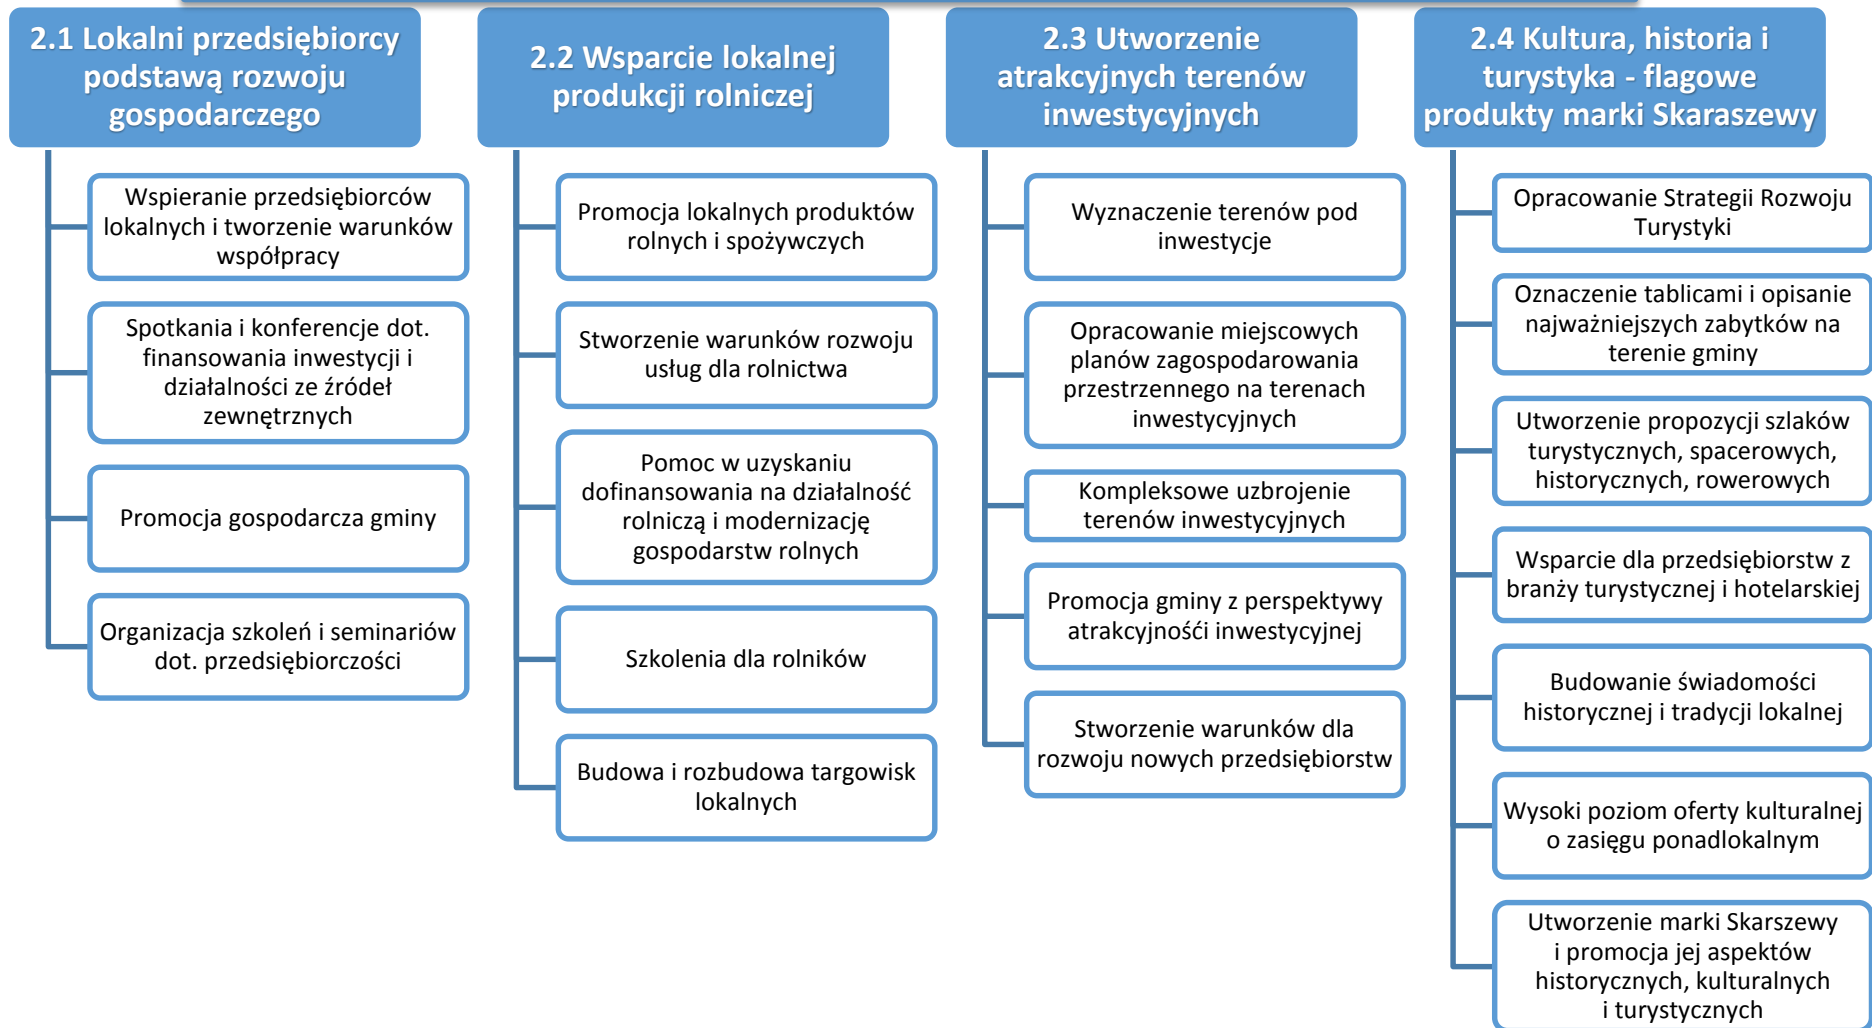 2.1 Lokalni przedsiębiorcy
podstawą rozwoju
gospodarczego
Wspieranie przedsiębiorców
lokalnych i tworzenie warunków
współpracy
Spotkania i konferencje dot.
finansowania inwestycji i
działalności ze źródeł
zewnętrznych
Promocja gospodarcza gminy
Organizacja szkoleń i seminariów
dot. przedsiębiorczości
2.2 Wsparcie lokalnej
produkcji rolniczej
Promocja lokalnych produktów
rolnych i spożywczych
Stworzenie warunków rozwoju
usług dla rolnictwa
Pomoc w uzyskaniu
dofinansowania na działalność
rolniczą i modernizację
gospodarstw rolnych
Szkolenia dla rolników
Budowa i rozbudowa targowisk
lokalnych
2.3 Utworzenie
atrakcyjnych terenów
inwestycyjnych
Wyznaczenie terenów pod
inwestycje
Opracowanie miejscowych
planów zagospodarowania
przestrzennego na terenach
inwestycyjnych
Kompleksowe uzbrojenie
terenów inwestycyjnych
Promocja gminy z perspektywy
atrakcyjnośći inwestycyjnej
Stworzenie warunków dla
rozwoju nowych przedsiębiorstw
2.4 Kultura, historia i
turystyka - flagowe
produkty marki Skaraszewy
Opracowanie Strategii Rozwoju
Turystyki
Oznaczenie tablicami i opisanie
najważniejszych zabytków na
terenie gminy
Utworzenie propozycji szlaków
turystycznych, spacerowych,
historycznych, rowerowych
Wsparcie dla przedsiębiorstw z
branży turystycznej i hotelarskiej
Budowanie świadomości
historycznej i tradycji lokalnej
Wysoki poziom oferty kulturalnej
o zasięgu ponadlokalnym
Utworzenie marki Skarszewy
i promocja jej aspektów
historycznych, kulturalnych
i turystycznych